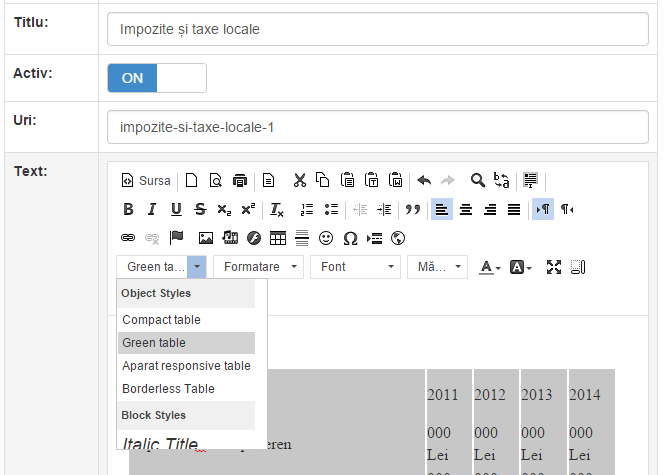 Titlu:
Impozite și taxe locale
Activ:
ON
Uri:
impozite-si-taxe-locale-1
Text:
Sursa
Green ta...
Formatare
Font
Mă...
Object Styles
Compact table
Green table
Aparat responsive table
Borderless Table
Block Styles
Italic Title
2011 2012 2013 2014
000 000 000 000
Lei Lei Lei Lei